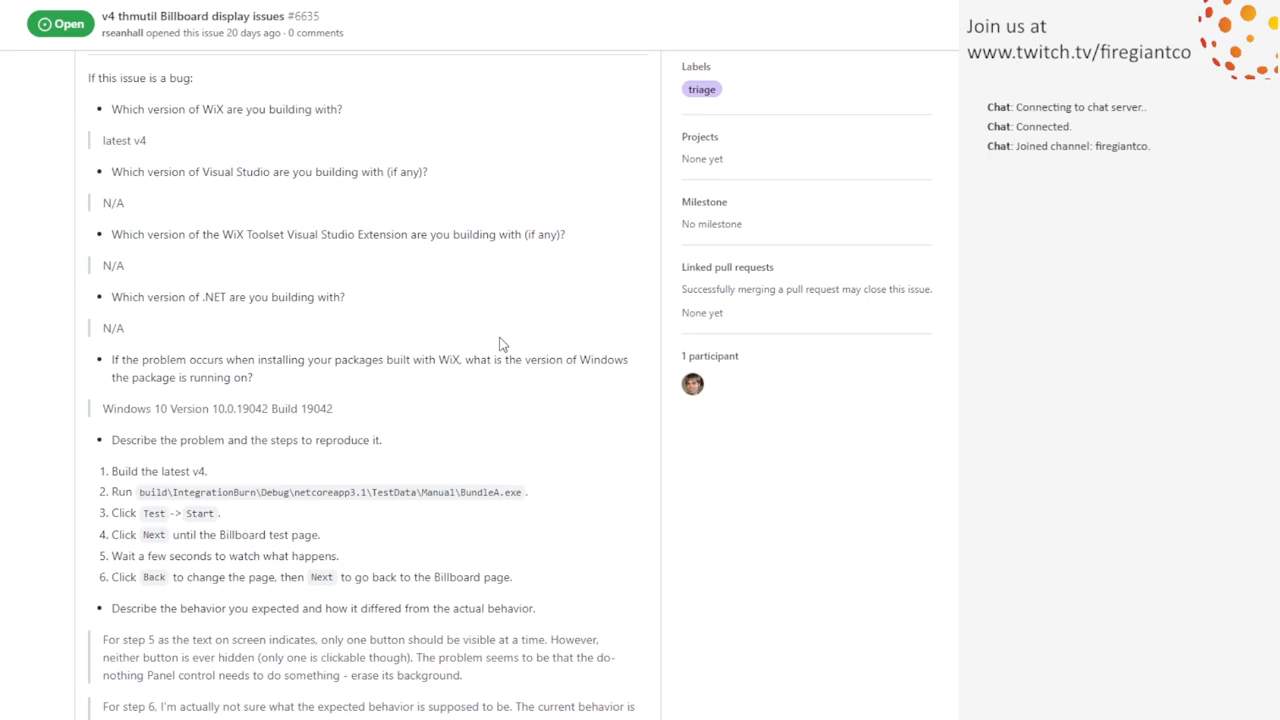 Open
v4 thmutil Billboard display issues #6635
rseanhall opened this issue 20 days ago · 0 comments
If this issue is a bug:
• Which version of WiX are you building with?
latest v4
• Which version of Visual Studio are you building with (if any)?
N/A
• Which version of the WiX Toolset Visual Studio Extension are you building with (if any)?
N/A
• Which version of .NET are you building with?
N/A
• If the problem occurs when installing your packages built with WiX, what is the version of Windows
the package is running on?
Windows 10 Version 10.0.19042 Build 19042
• Describe the problem and the steps to reproduce it.
1. Build the latest v4.
2. Run build\IntegrationBurn\Debug\netcoreapp3.1\TestData\Manual\BundleA.exe.
3. Click Test -> Start.
4. Click Next until the Billboard test page.
5. Wait a few seconds to watch what happens.
6. Click Back to change the page, then Next to go back to the Billboard page.
• Describe the behavior you expected and how it differed from the actual behavior.
For step 5 as the text on screen indicates, only one button should be visible at a time. However,
neither button is ever hidden (only one is clickable though). The problem seems to be that the do-
nothing Panel control needs to do something - erase its background.
For step 6, I'm actually not sure what the expected behavior is supposed to be. The current behavior is
Labels
triage
Projects
None yet
Milestone
No milestone
Linked pull requests
Successfully merging a pull request may close this issue.
None yet
1 participant
Join us at
www.twitch.tv/firegiantco
Chat: Connecting to chat server..
Chat: Connected.
Chat: Joined channel: firegiantco.